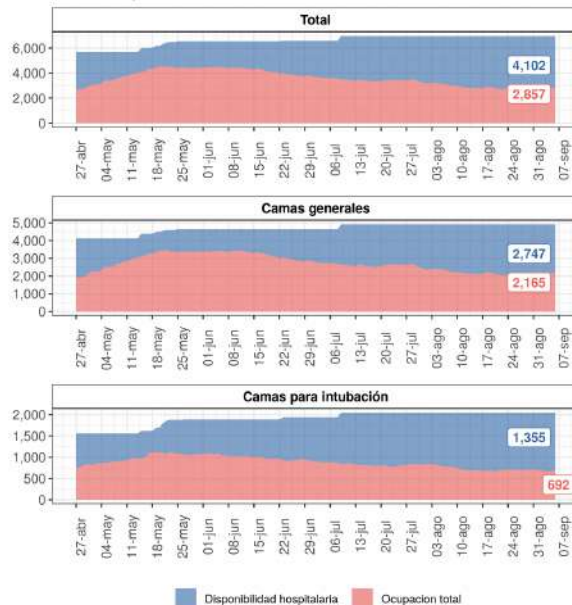 Total
6,000
4,000
2,000
0
4,102
2,857
27-abr
04-may
11-may
18-may
25-may
01-jun
08-jun
15-jun
22-jun
29-jun
06-jul
13-jul
20-jul
27-jul
03-ago
10-ago
17-ago
24-ago
31-ago
07-sep
Camas generales
5,000
4,000
3,000
2,000
1,000
0
2,747
2,165
27-abr
04-may
11-may
18-may
25-may
01-jun
08-jun
15-jun
22-jun
29-jun
06-jul
13-jul
20-jul
27-jul
03-ago
10-ago
17-ago
24-ago
31-ago
07-sep
Camas para intubación
2,000
1,500
1,000
500
0
1,355
692
27-abr
04-may
11-may
18-may
25-may
01-jun
08-jun
15-jun
22-jun
29-jun
06-jul
13-jul
20-jul
27-jul
03-ago
10-ago
17-ago
24-ago
31-ago
07-sep
Disponibilidad hospitalaria
Ocupacion total